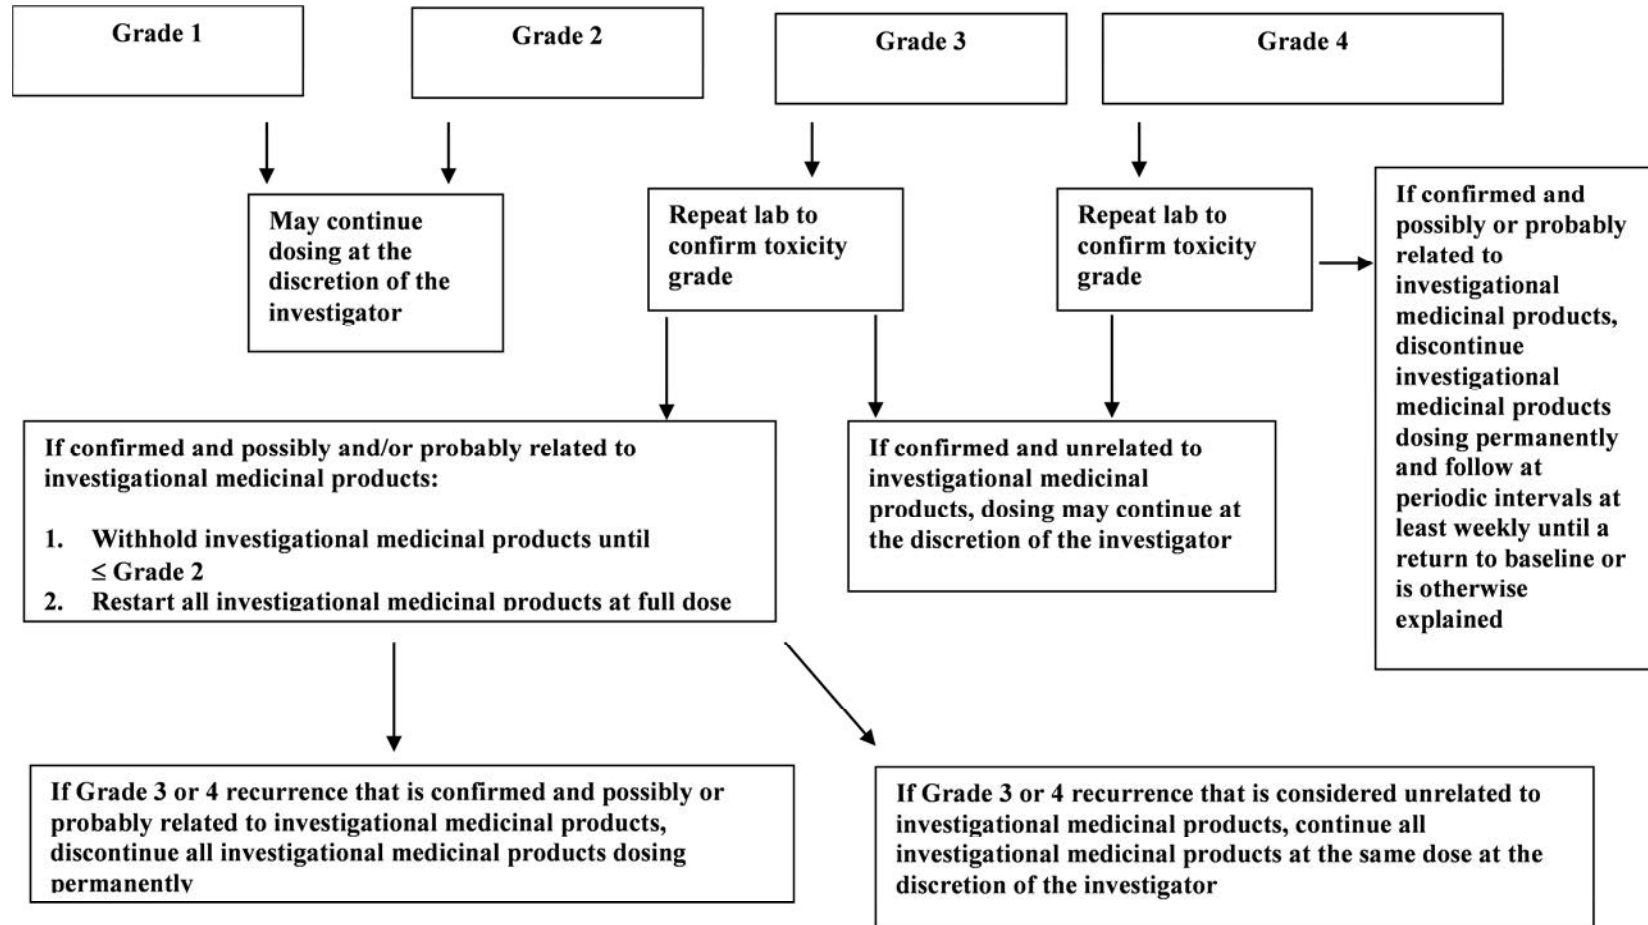 Grade 1
Grade 2
Grade 3
Grade 4
May continue
dosing at the
discretion of the
investigator
Repeat lab to
confirm toxicity
grade
Repeat lab to
confirm toxicity
grade
If confirmed and
possibly or probably
related to
investigational
medicinal products,
discontinue
investigational
medicinal products
dosing permanently
and follow at
periodic intervals at
least weekly until a
return to baseline or
is otherwise
explained
If confirmed and possibly and/or probably related to
investigational medicinal products:
1. Withhold investigational medicinal products until
≤ Grade 2
2. Restart all investigational medicinal products at full dose
If confirmed and unrelated to
investigational medicinal
products, dosing may continue at
the discretion of the investigator
If Grade 3 or 4 recurrence that is confirmed and possibly or
probably related to investigational medicinal products,
discontinue all investigational medicinal products dosing
permanently
If Grade 3 or 4 recurrence that is considered unrelated to
investigational medicinal products, continue all
investigational medicinal products at the same dose at the
discretion of the investigator